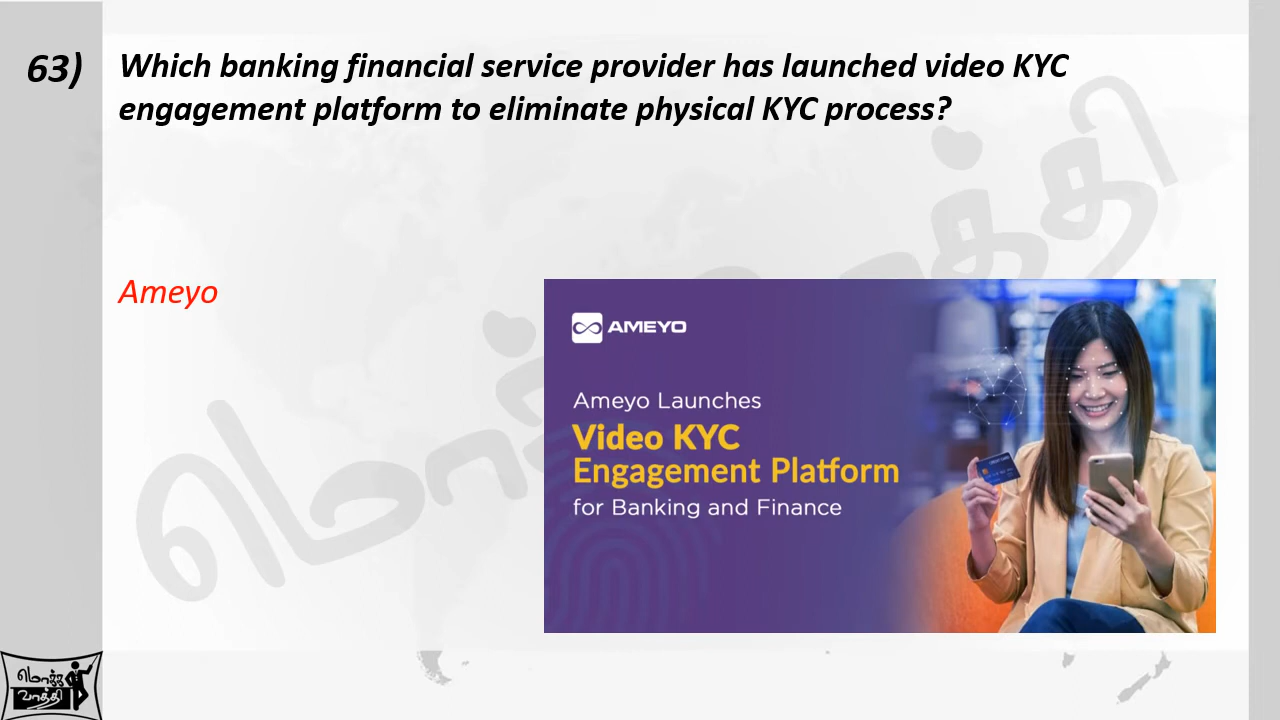 63)
Which banking financial service provider has launched video KYC
engagement platform to eliminate physical KYC process?
Ameyo
AMEYO
Ameyo Launches
Video KYC
Engagement Platform
for Banking and Finance
மொக்க
வாத்தி